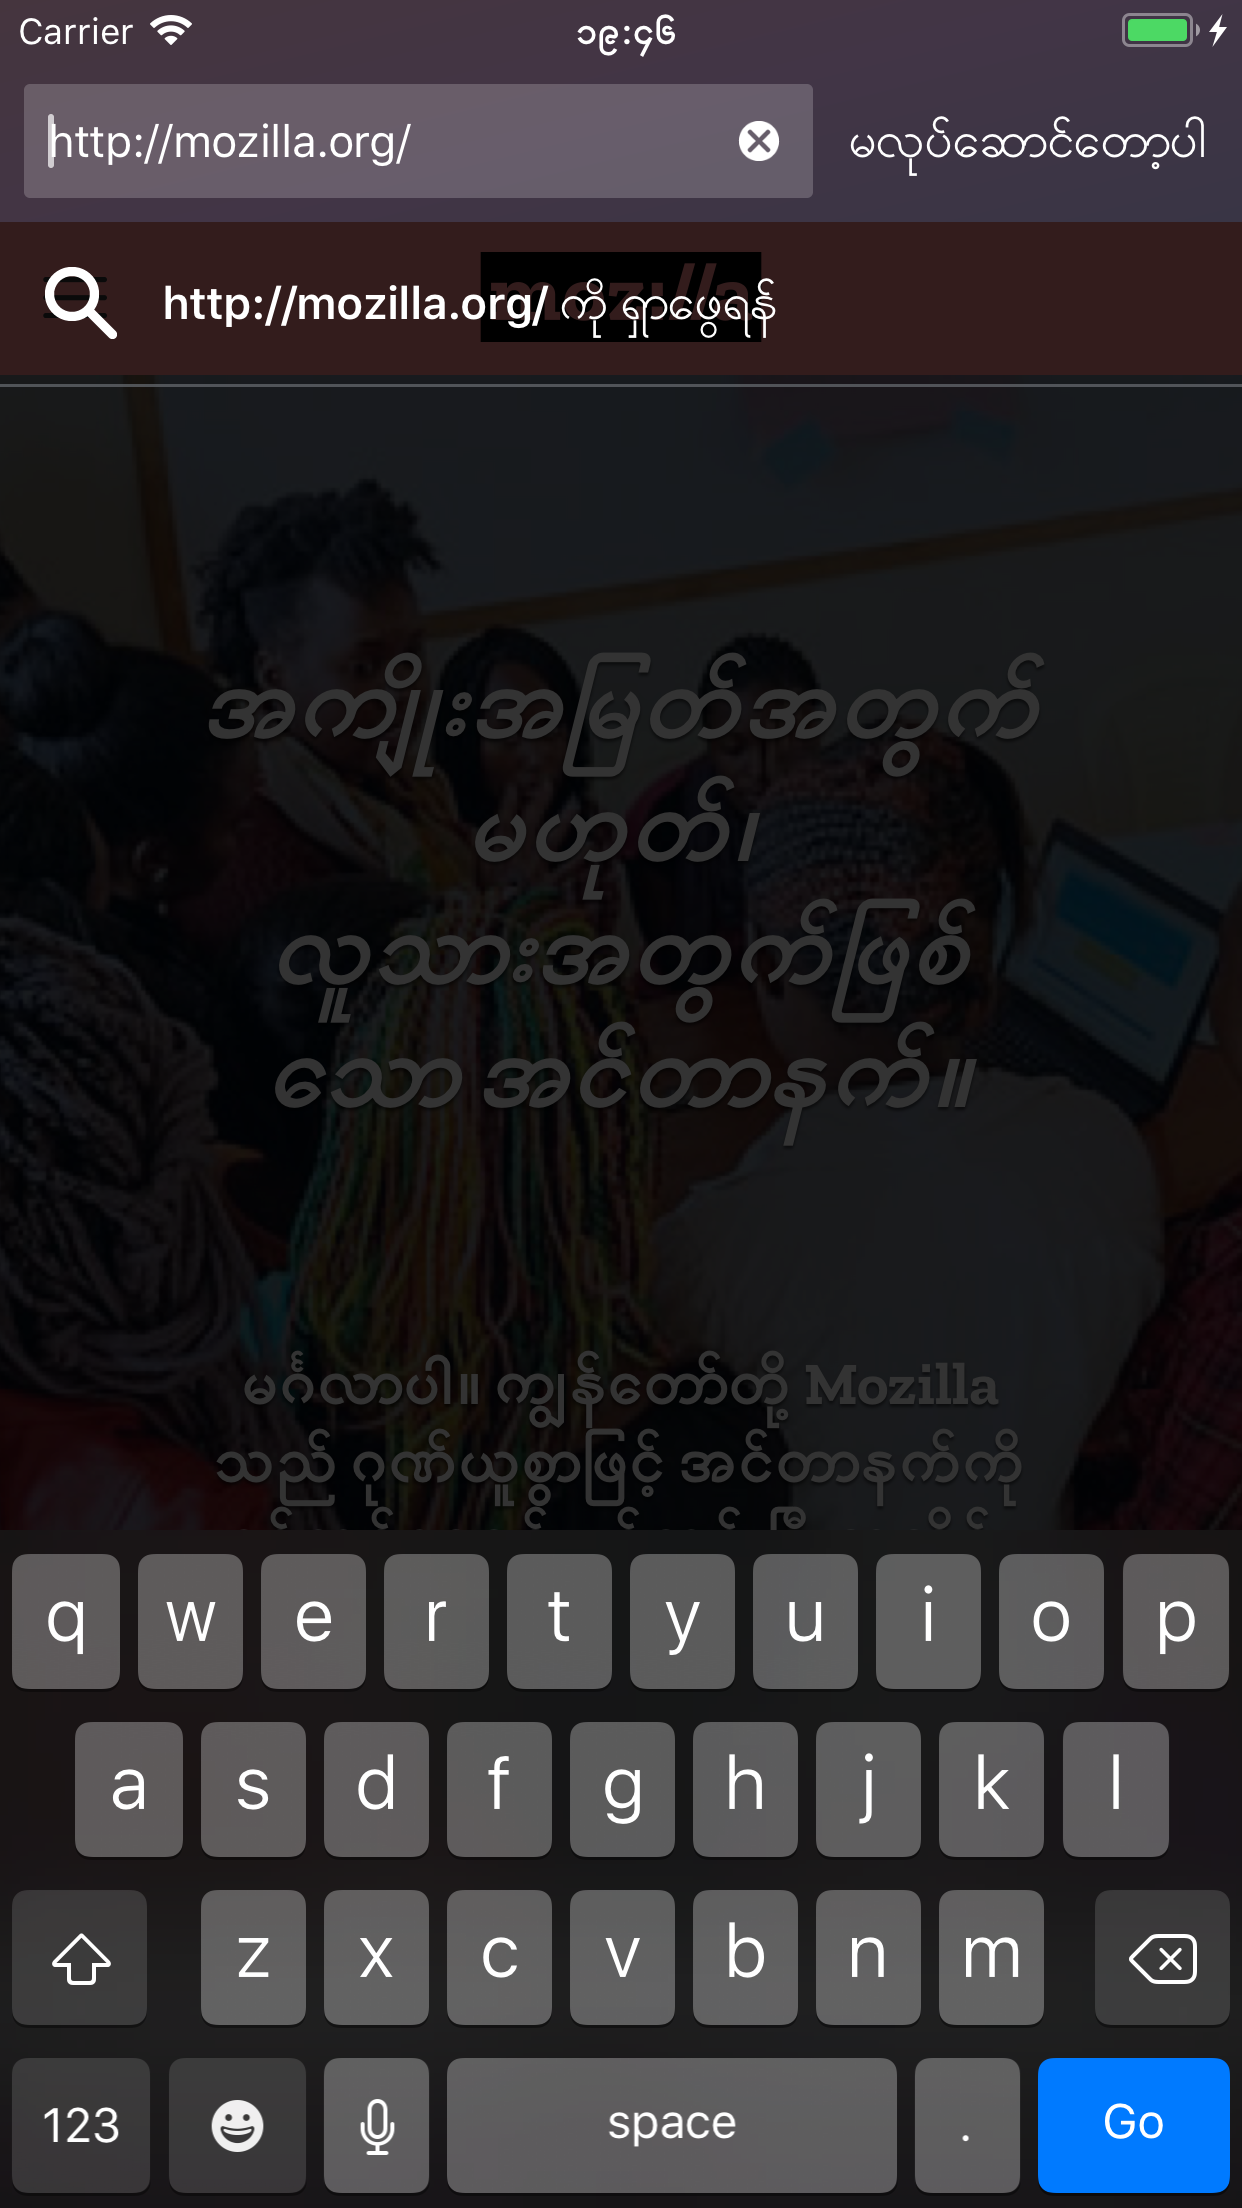 Carrier ၁၉:၄၆
http://mozilla.org/ မလုပ်ဆောင်တော့ပါ
http://mozilla.org/ ကို ရှာဖွေရန်
mozilla
အကျိုးအမြတ်အတွက်
မဟုတ်၊
လူသားအတွက်ဖြစ်
သော အင်တာနက်။
မင်္ဂလာပါ။ ကျွန်တော်တို့ Mozilla
သည် ဂုဏ်ယူစွာဖြင့် အင်တာနက်ကို
q w e r t y u i o p
a s d f g h j k l
z x c v b n m
123 space . Go